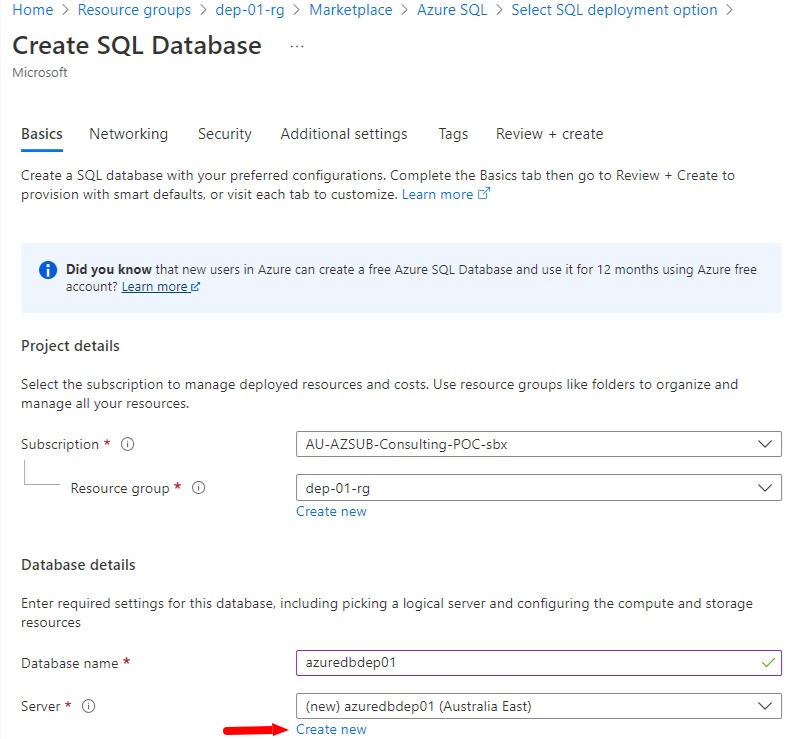 Home > Resource groups > dep-01-rg > Marketplace > Azure SQL > Select SQL deployment option >
Create SQL Database ...
Microsoft
Basics Networking Security Additional settings Tags Review + create
Create a SQL database with your preferred configurations. Complete the Basics tab then go to Review + Create to
provision with smart defaults, or visit each tab to customize. Learn more
Did you know that new users in Azure can create a free Azure SQL Database and use it for 12 months using Azure free
account? Learn more
Project details
Select the subscription to manage deployed resources and costs. Use resource groups like folders to organize and
manage all your resources.
Subscription * AU-AZSUB-Consulting-POC-sbx
Resource group * dep-01-rg
Create new
Database details
Enter required settings for this database, including picking a logical server and configuring the compute and storage
resources
Database name * azuredbdep01
Server * (new) azuredbdep01 (Australia East)
Create new